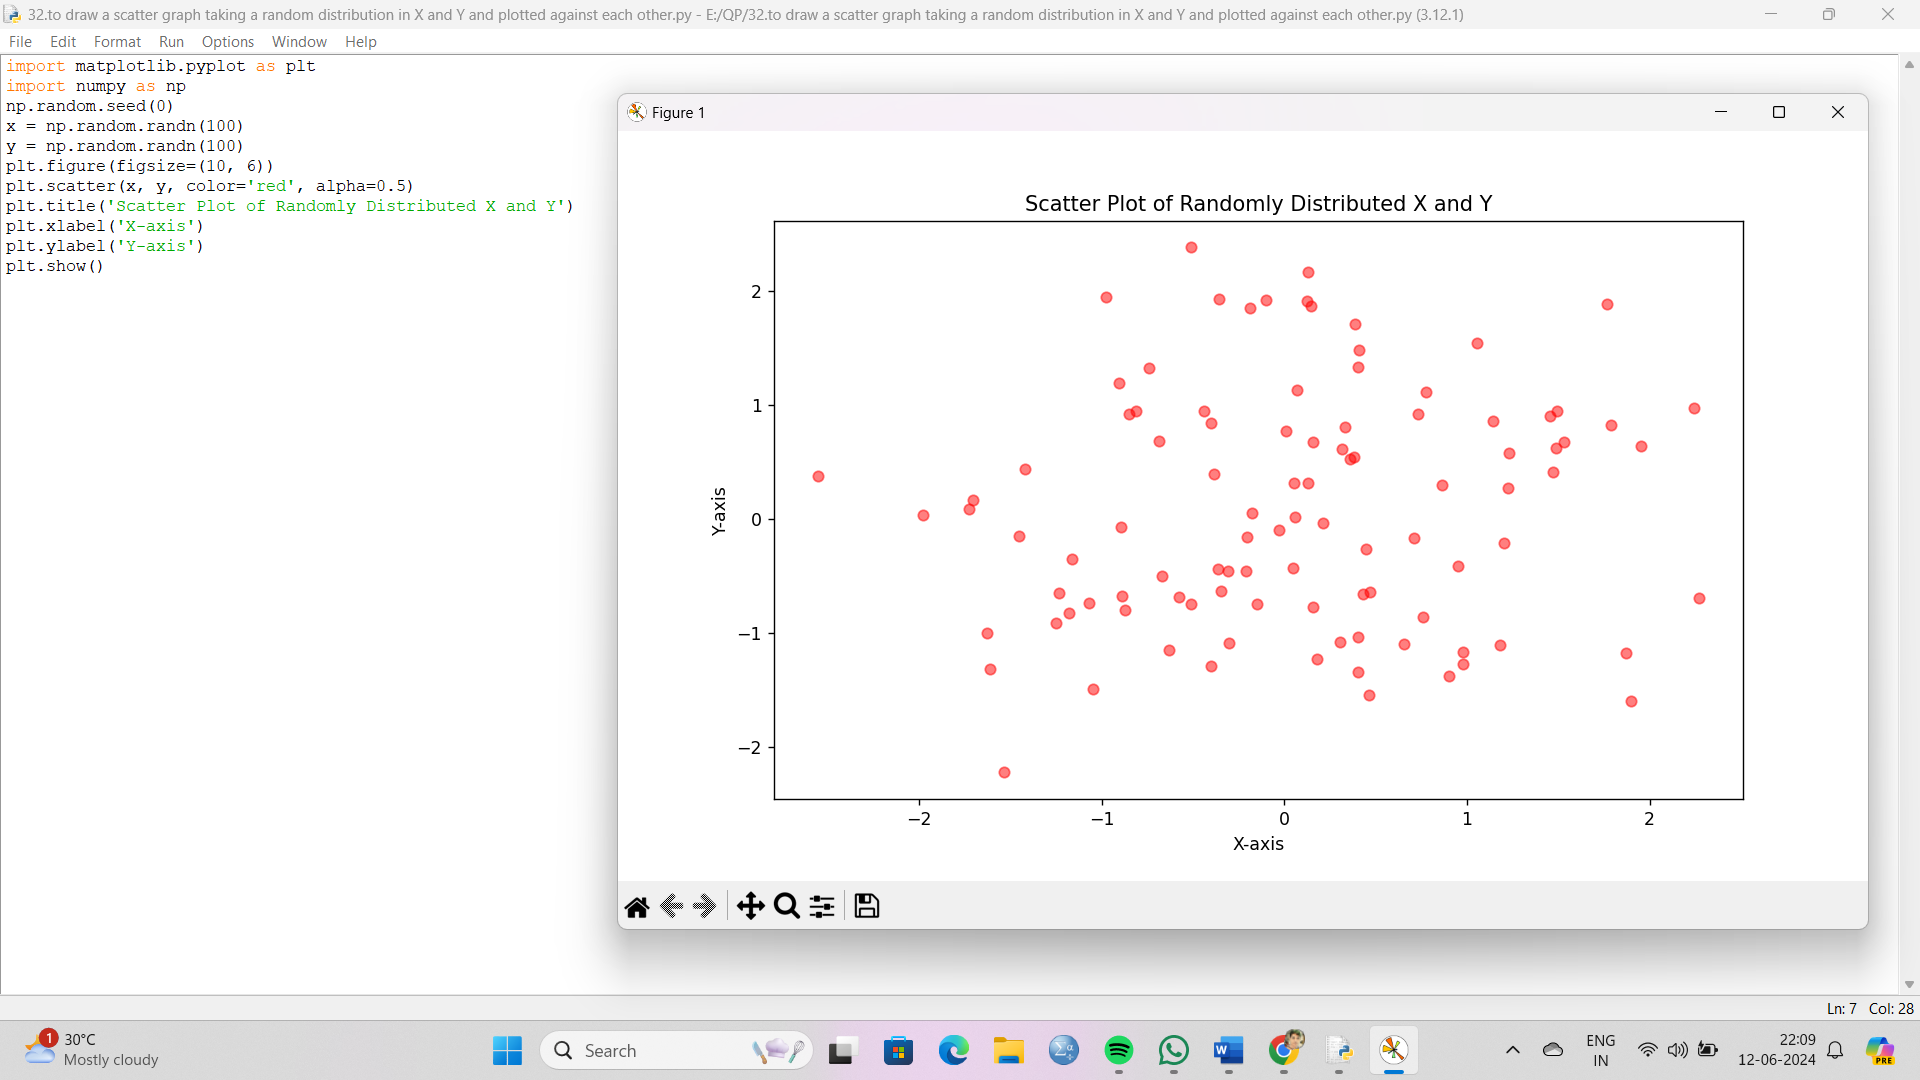 32.to draw a scatter graph taking a random distribution in X and Y and plotted against each other.py - E:/QP/32.to draw a scatter graph taking a random distribution in X and Y and plotted against each other.py (3.12.1)
File Edit Format Run Options Window Help
import matplotlib.pyplot as plt
import numpy as np
np.random.seed(0)
x = np.random.randn(100)
y = np.random.randn(100)
plt.figure(figsize=(10, 6))
plt.scatter(x, y, color='red', alpha=0.5)
plt.title('Scatter Plot of Randomly Distributed X and Y')
plt.xlabel('X-axis')
plt.ylabel('Y-axis')
plt.show()
Figure 1
Scatter Plot of Randomly Distributed X and Y
2
1
0
−1
−2
Y-axis
−2 −1 0 1 2
X-axis
Ln: 7 Col: 28
1
30°C
Mostly cloudy
Search
Σα
W
ENG
IN
22:09
12-06-2024
PRE